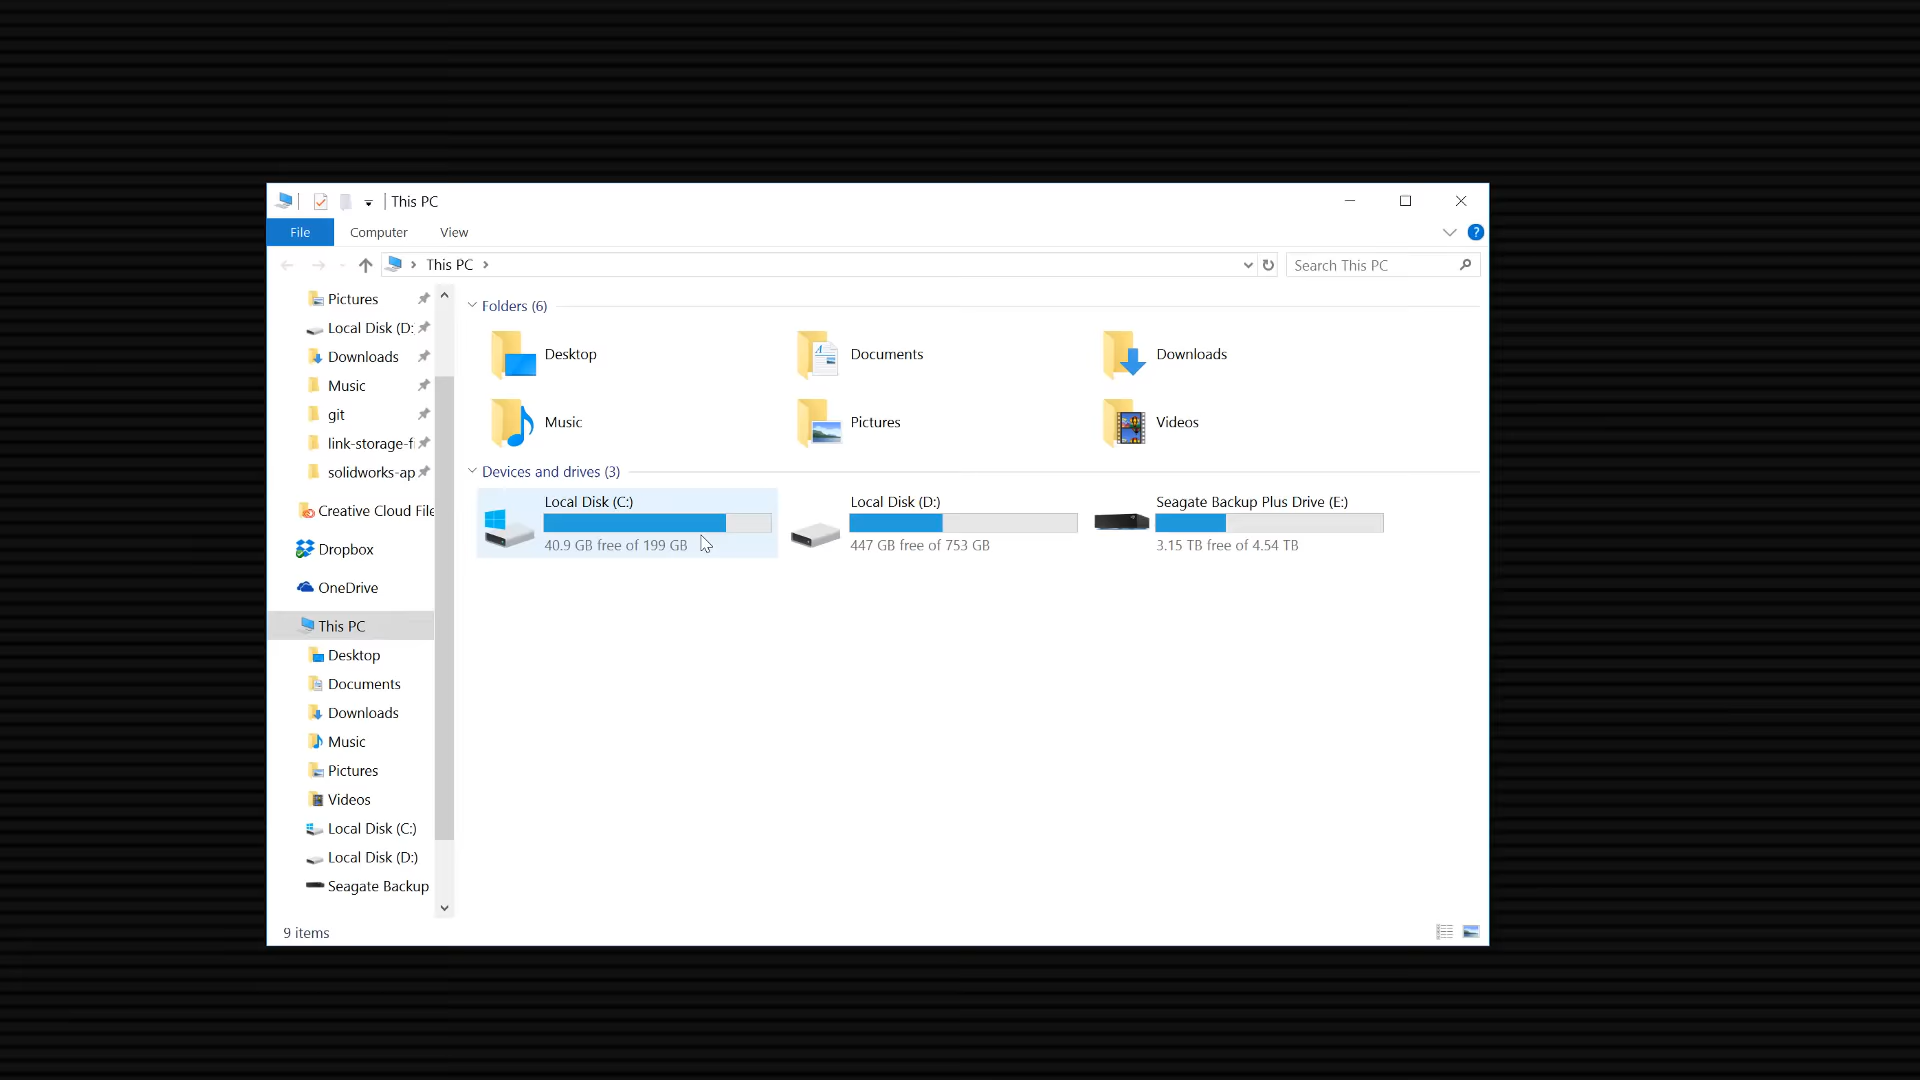 This PC
File Computer View
This PC
Search This PC
Pictures
Local Disk (D:
Downloads
Music
git
link-storage-f
solidworks-ap
Creative Cloud File
Dropbox
OneDrive
This PC
Desktop
Documents
Downloads
Music
Pictures
Videos
Local Disk (C:)
Local Disk (D:)
Seagate Backup
Folders (6)
Desktop Documents Downloads
Music Pictures Videos
Devices and drives (3)
Local Disk (C:)
40.9 GB free of 199 GB
Local Disk (D:)
447 GB free of 753 GB
Seagate Backup Plus Drive (E:)
3.15 TB free of 4.54 TB
9 items